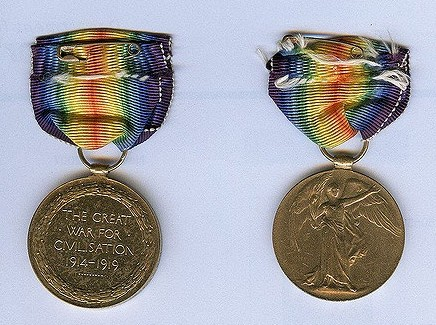 THE GREAT
WAR FOR
CIVILISATION
1914-1919